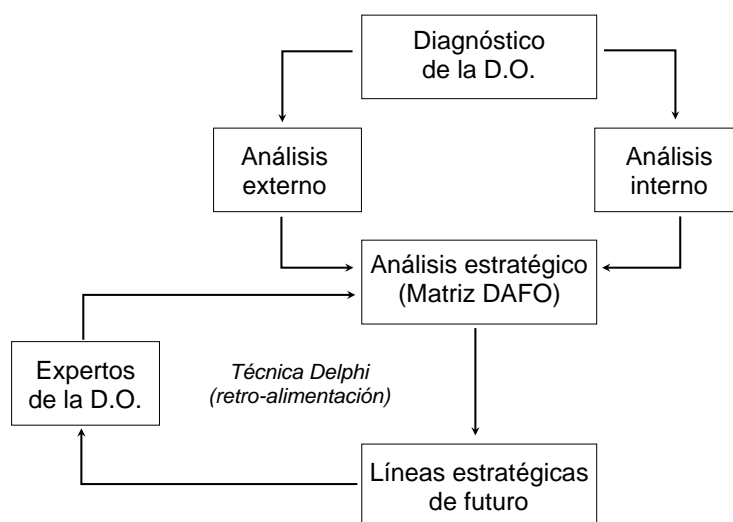 Diagnóstico
de la D.O.
Análisis
externo
Análisis
interno
Análisis estratégico
(Matriz DAFO)
Expertos
de la D.O.
Técnica Delphi
(retro-alimentación)
Líneas estratégicas
de futuro